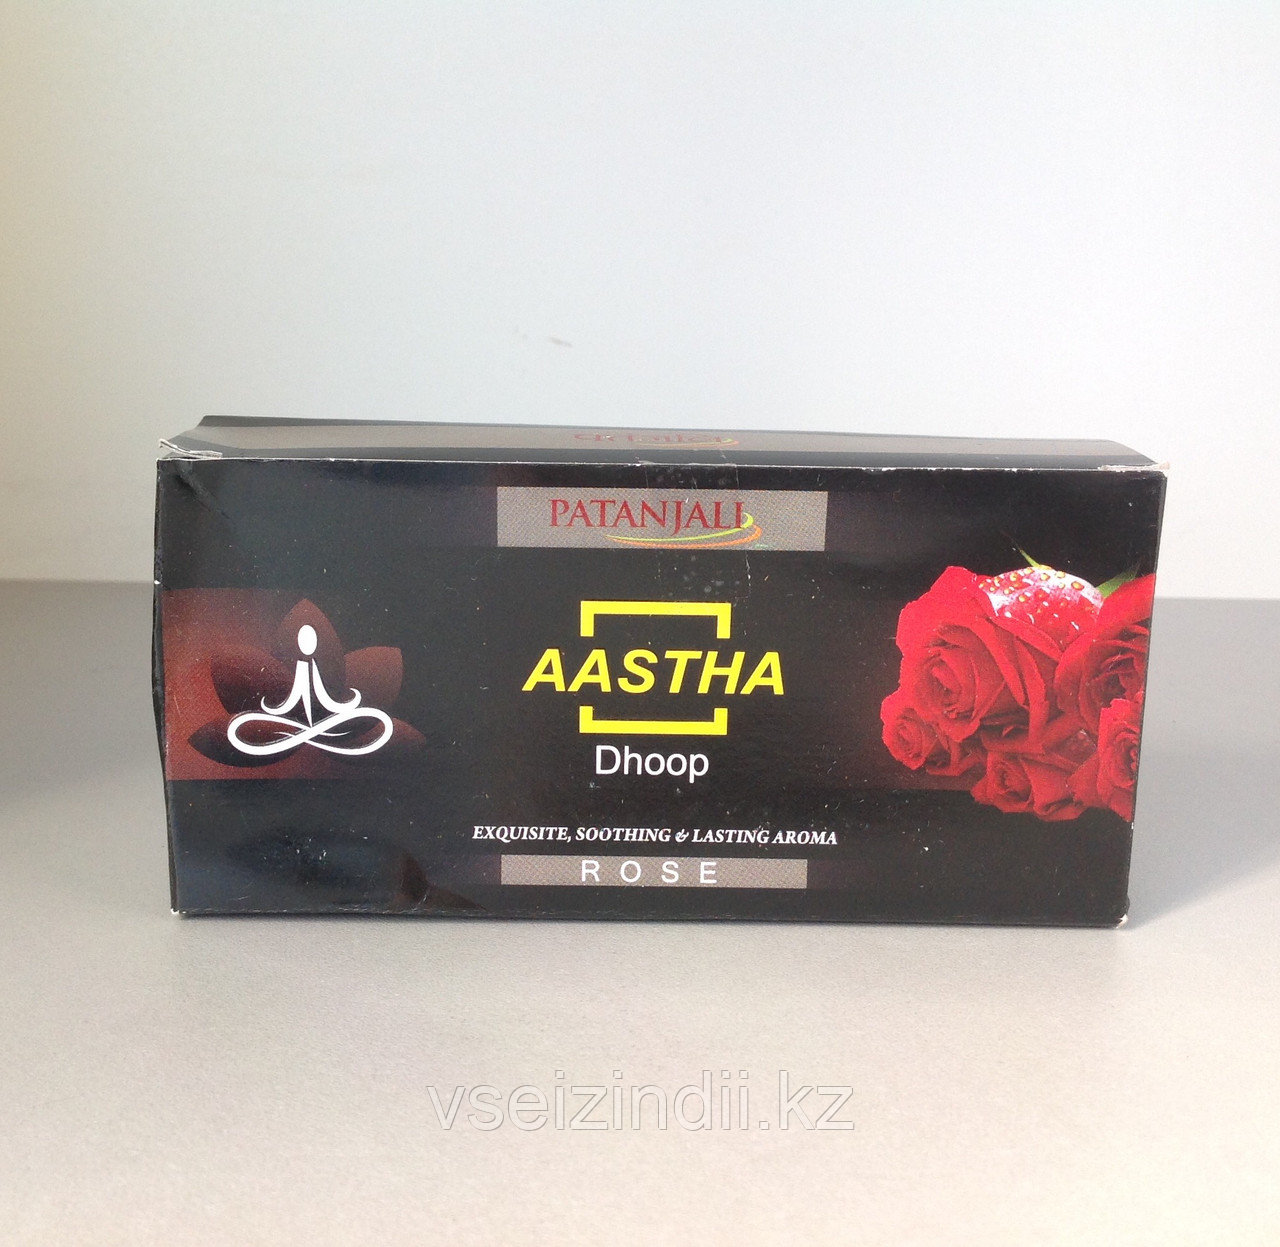 PATANJALI
AASTHA
Dhoop
EXQUISITE, SOOTHING & LASTING AROMA
ROSE
vseizindii.kz